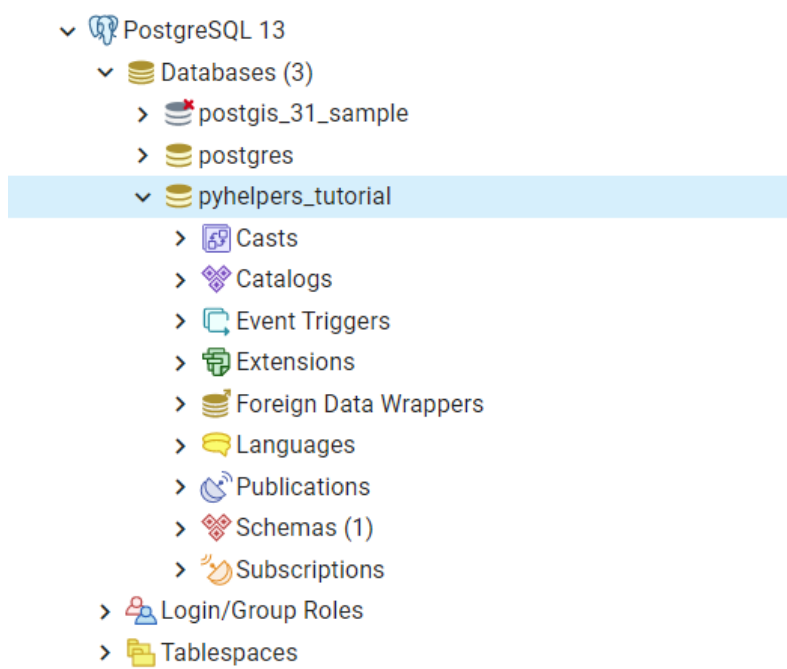 PostgreSQL 13
Databases (3)
postgis_31_sample
postgres
pyhelpers_tutorial
Casts
Catalogs
Event Triggers
Extensions
Foreign Data Wrappers
Languages
Publications
Schemas (1)
Subscriptions
Login/Group Roles
Tablespaces